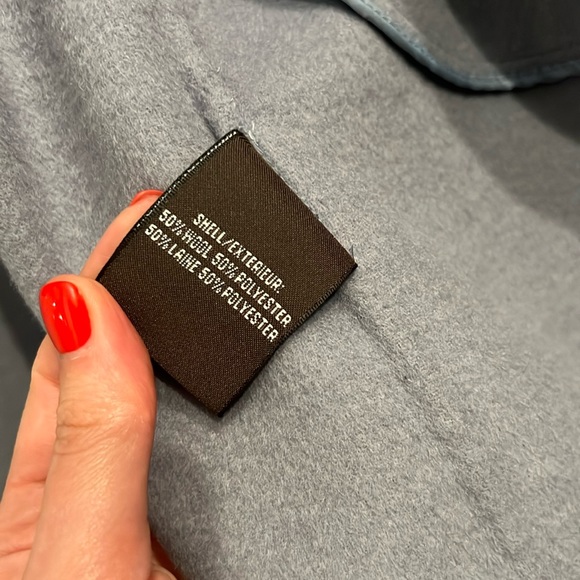 SHELL/EXTERIEUR:
50% WOOL 50% POLYESTER
50% LAINE 50% POLYESTER